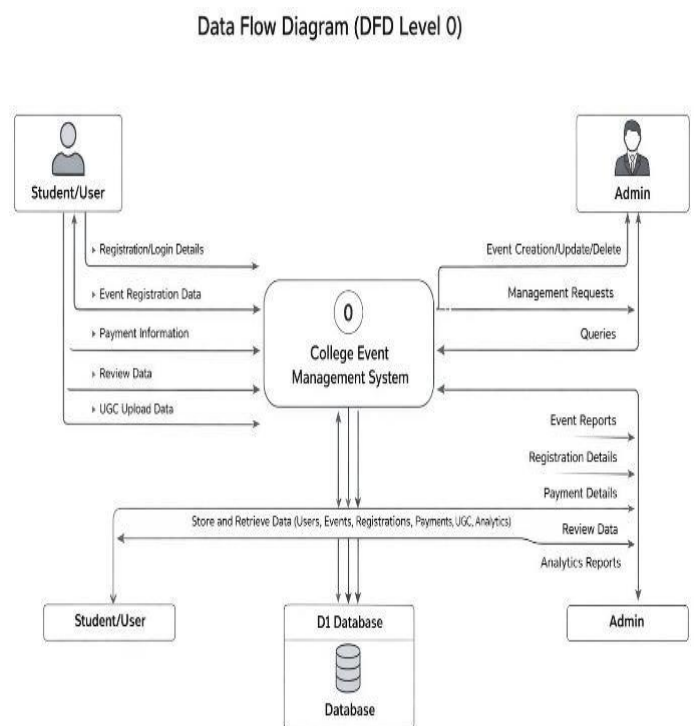 Data Flow Diagram (DFD Level 0)
Student/User
Admin
Registration/Login Details
Event Registration Data
Payment Information
Review Data
UGC Upload Data
0
College Event
Management System
Event Creation/Update/Delete
Management Requests
Queries
Event Reports
Registration Details
Payment Details
Store and Retrieve Data (Users, Events, Registrations, Payments, UGC, Analytics)
Review Data
Analytics Reports
Student/User
D1 Database
Database
Admin